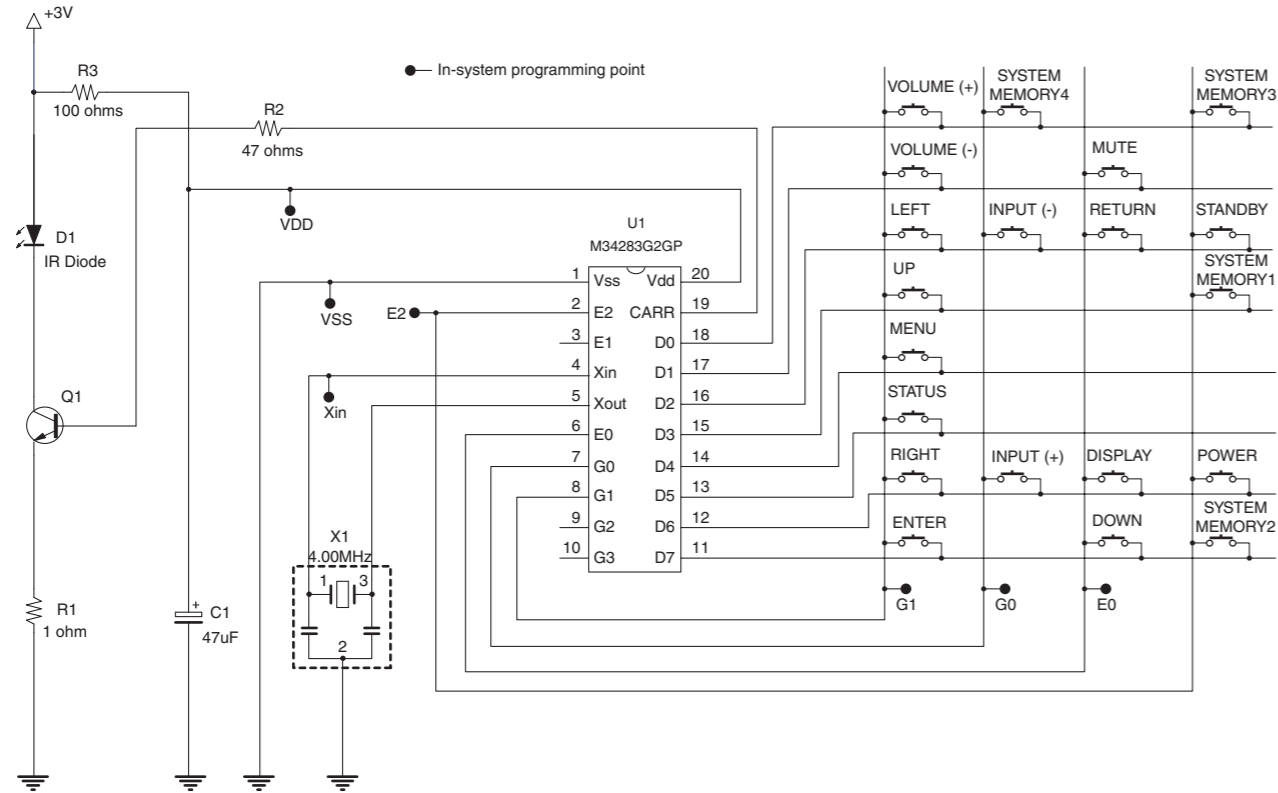 +3V
R3
100 ohms
In-system programming point
R2
47 ohms
VDD
D1
IR Diode
U1
M34283G2GP
1 Vss Vdd 20
2 E2 CARR 19
3 E1 D0 18
4 Xin D1 17
5 Xout D2 16
6 E0 D3 15
7 G0 D4 14
8 G1 D5 13
9 G2 D6 12
10 G3 D7 11
VSS
E2
Xin
Q1
X1
4.00MHz
1 3
2
R1
1 ohm
+
C1
47uF
VOLUME (+)
SYSTEM
MEMORY4
SYSTEM
MEMORY3
VOLUME (-)
MUTE
LEFT
INPUT (-)
RETURN
STANDBY
UP
SYSTEM
MEMORY1
MENU
STATUS
RIGHT
INPUT (+)
DISPLAY
POWER
ENTER
DOWN
SYSTEM
MEMORY2
G1
G0
E0